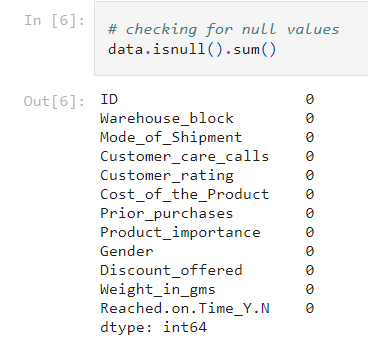 In [6]:
# checking for null values
data.isnull().sum()
Out[6]:
ID 0
Warehouse_block 0
Mode_of_Shipment 0
Customer_care_calls 0
Customer_rating 0
Cost_of_the_Product 0
Prior_purchases 0
Product_importance 0
Gender 0
Discount_offered 0
Weight_in_gms 0
Reached.on.Time_Y.N 0
dtype: int64